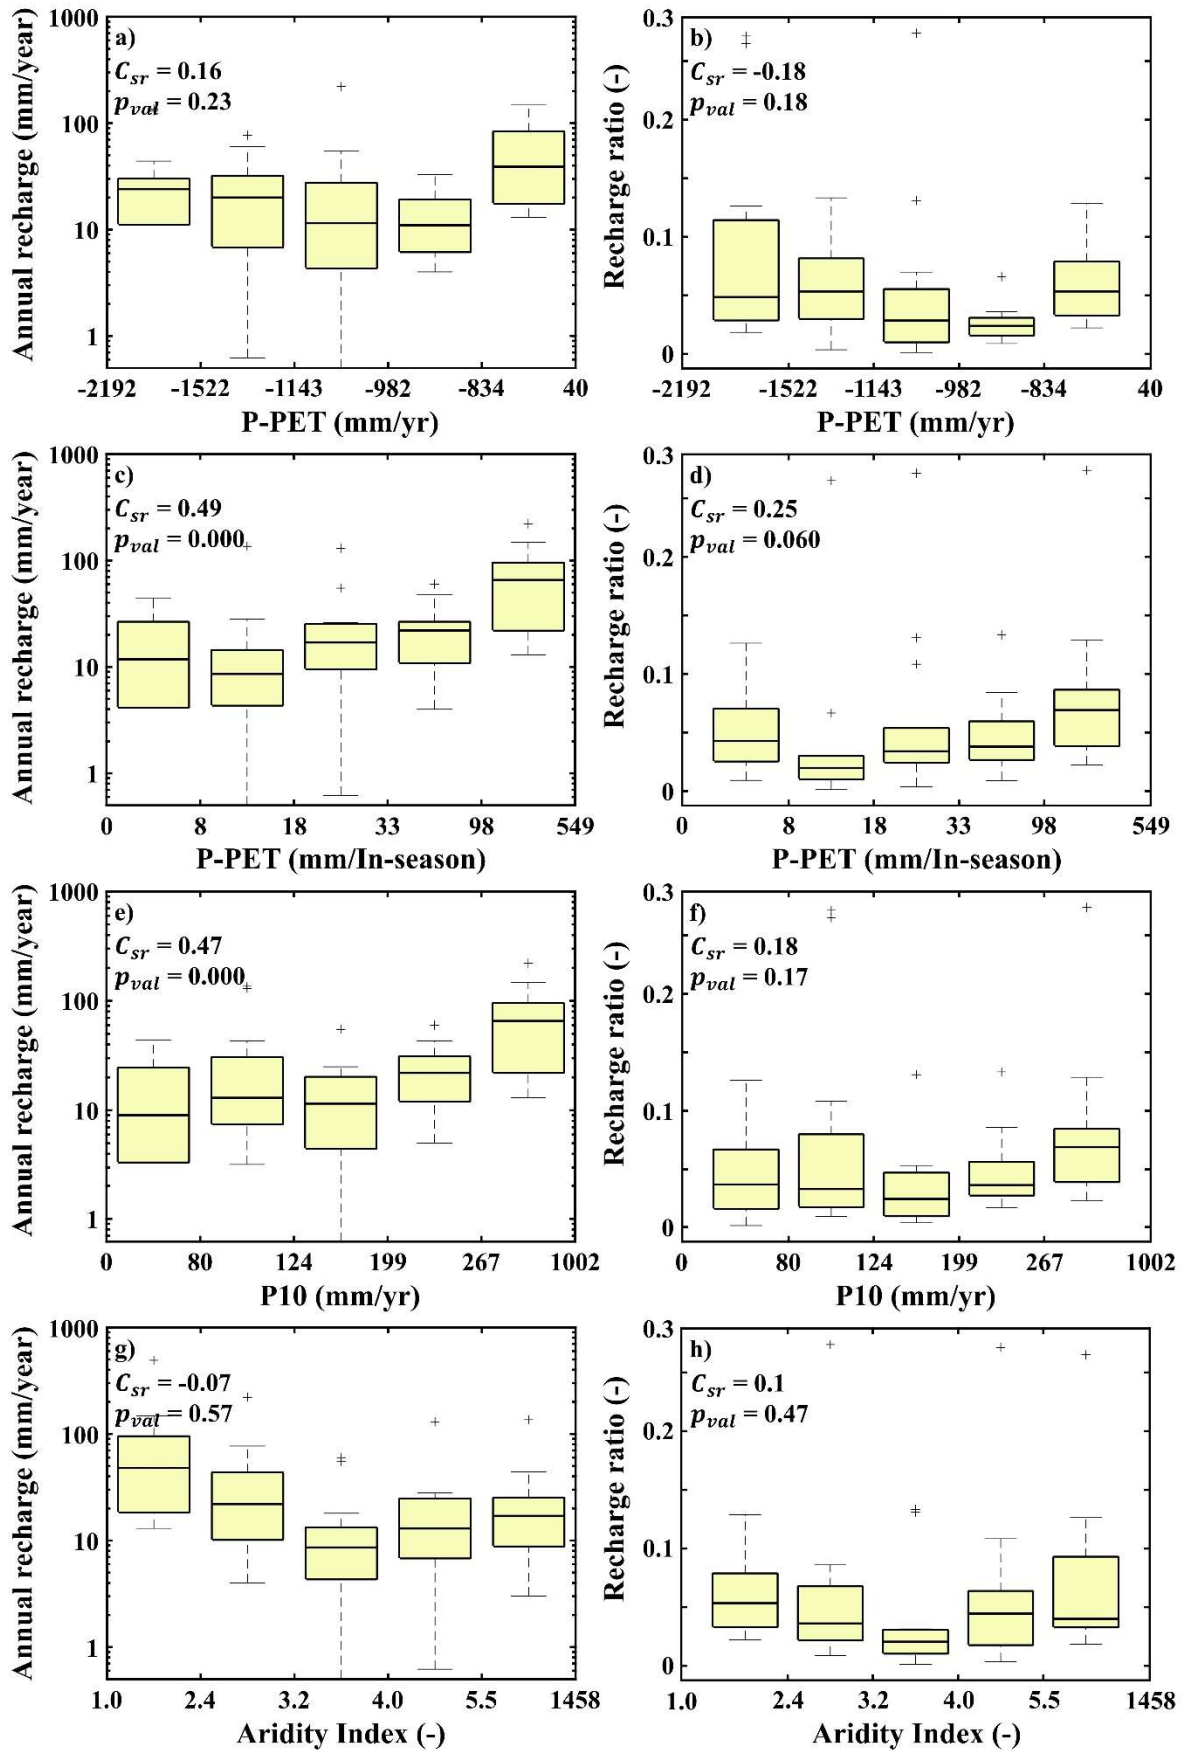 a)
C_sr = 0.16
p_val = 0.23
Annual recharge (mm/year)
1000
100
10
1
-2192 -1522 -1143 -982 -834 40
P-PET (mm/yr)
b)
C_sr = -0.18
p_val = 0.18
Recharge ratio (-)
0.3
0.2
0.1
0
-2192 -1522 -1143 -982 -834 40
P-PET (mm/yr)
c)
C_sr = 0.49
p_val = 0.000
Annual recharge (mm/year)
1000
100
10
1
0 8 18 33 98 549
P-PET (mm/In-season)
d)
C_sr = 0.25
p_val = 0.060
Recharge ratio (-)
0.3
0.2
0.1
0
0 8 18 33 98 549
P-PET (mm/In-season)
e)
C_sr = 0.47
p_val = 0.000
Annual recharge (mm/year)
1000
100
10
1
0 80 124 199 267 1002
P10 (mm/yr)
f)
C_sr = 0.18
p_val = 0.17
Recharge ratio (-)
0.3
0.2
0.1
0
0 80 124 199 267 1002
P10 (mm/yr)
g)
C_sr = -0.07
p_val = 0.57
Annual recharge (mm/year)
1000
100
10
1
1.0 2.4 3.2 4.0 5.5 1458
Aridity Index (-)
h)
C_sr = 0.1
p_val = 0.47
Recharge ratio (-)
0.3
0.2
0.1
0
1.0 2.4 3.2 4.0 5.5 1458
Aridity Index (-)